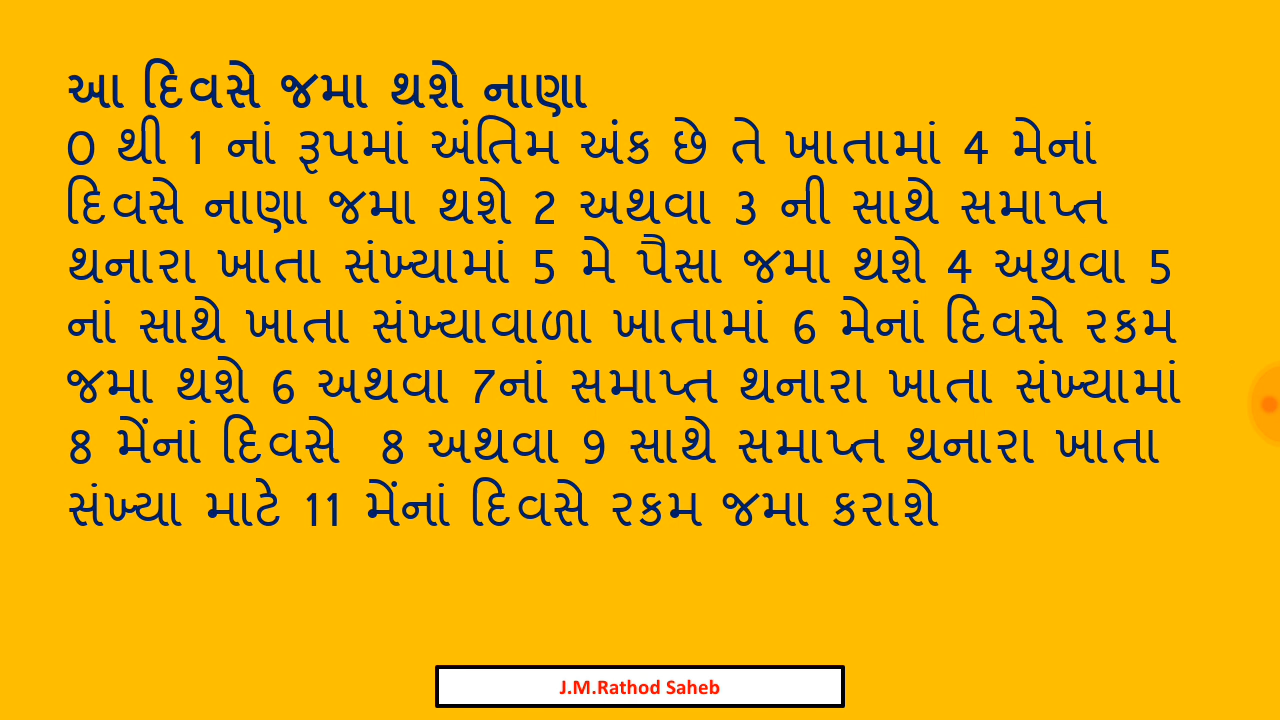 આ દિવસે જમા થશે નાણા
0 થી 1 નાં રૂપમાં અંતિમ અંક છે તે ખાતામાં 4 મેનાં
દિવસે નાણા જમા થશે 2 અથવા 3 ની સાથે સમાપ્ત
થનારા ખાતા સંખ્યામાં 5 મે પૈસા જમા થશે 4 અથવા 5
નાં સાથે ખાતા સંખ્યાવાળા ખાતામાં 6 મેનાં દિવસે રકમ
જમા થશે 6 અથવા 7નાં સમાપ્ત થનારા ખાતા સંખ્યામાં
8 મેંનાં દિવસે 8 અથવા 9 સાથે સમાપ્ત થનારા ખાતા
સંખ્યા માટે 11 મેંનાં દિવસે રકમ જમા કરાશે
J.M.Rathod Saheb